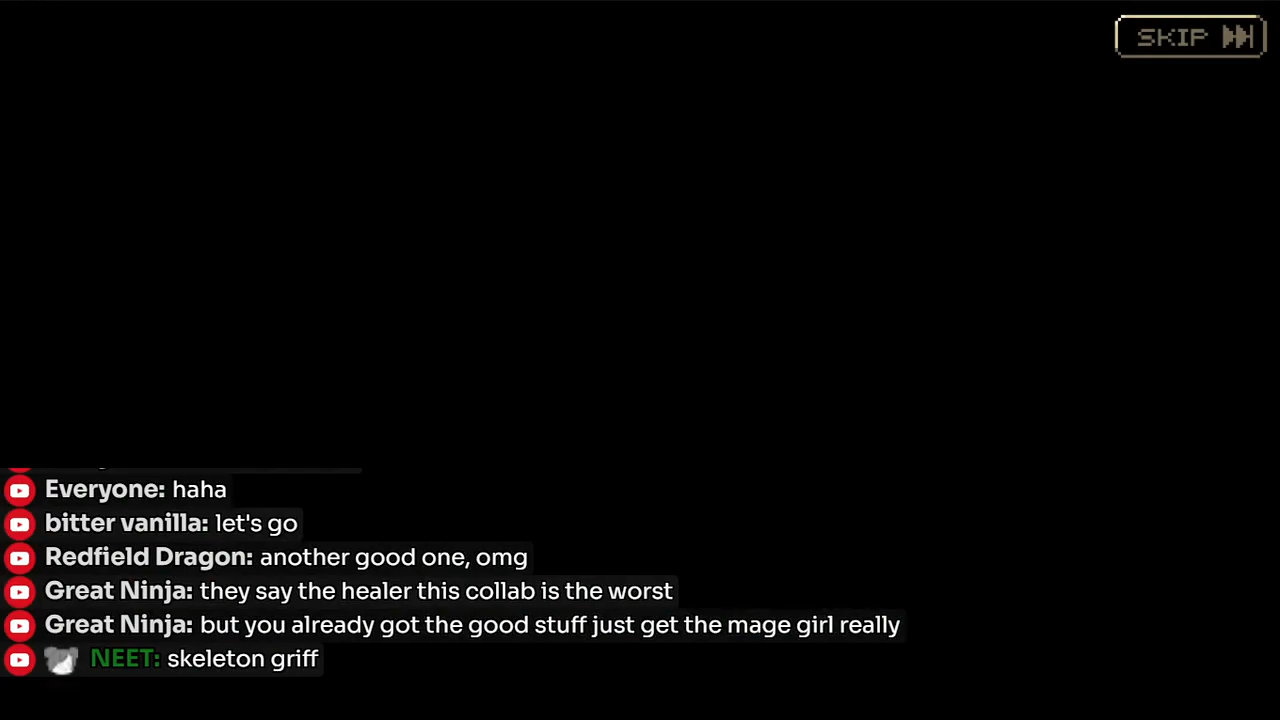 SKIP
Everyone: haha
bitter vanilla: let's go
Redfield Dragon: another good one, omg
Great Ninja: they say the healer this collab is the worst
Great Ninja: but you already got the good stuff just get the mage girl really
NEET: skeleton griff